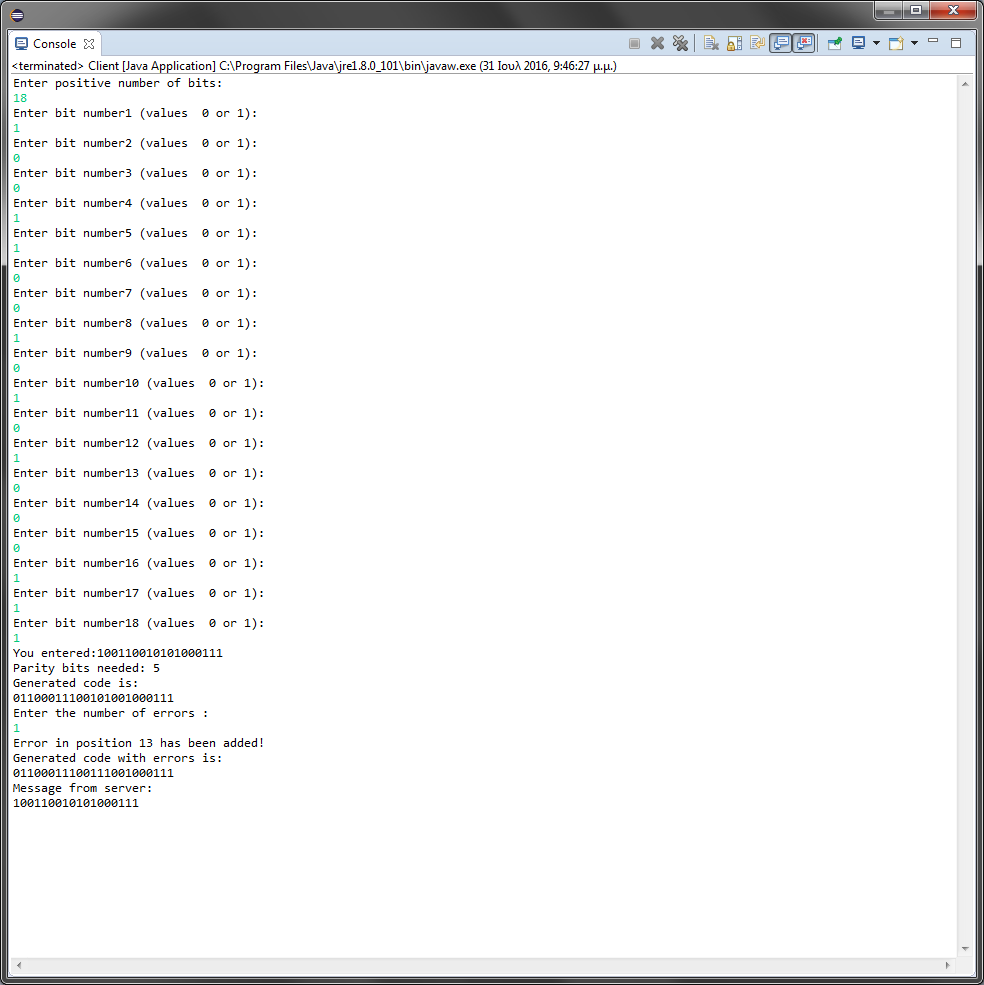 Console
<terminated> Client [Java Application] C:\Program Files\Java\jre1.8.0_101\bin\javaw.exe (31 Ιουλ 2016, 9:46:27 μ.μ.)
Enter positive number of bits:
18
Enter bit number1 (values  0 or 1):
1
Enter bit number2 (values  0 or 1):
0
Enter bit number3 (values  0 or 1):
0
Enter bit number4 (values  0 or 1):
1
Enter bit number5 (values  0 or 1):
1
Enter bit number6 (values  0 or 1):
0
Enter bit number7 (values  0 or 1):
0
Enter bit number8 (values  0 or 1):
1
Enter bit number9 (values  0 or 1):
0
Enter bit number10 (values  0 or 1):
1
Enter bit number11 (values  0 or 1):
0
Enter bit number12 (values  0 or 1):
1
Enter bit number13 (values  0 or 1):
0
Enter bit number14 (values  0 or 1):
0
Enter bit number15 (values  0 or 1):
0
Enter bit number16 (values  0 or 1):
1
Enter bit number17 (values  0 or 1):
1
Enter bit number18 (values  0 or 1):
1
You entered:100110010101000111
Parity bits needed: 5
Generated code is:
01100011100101001000111
Enter the number of errors :
1
Error in position 13 has been added!
Generated code with errors is:
01100011100111001000111
Message from server:
100110010101000111